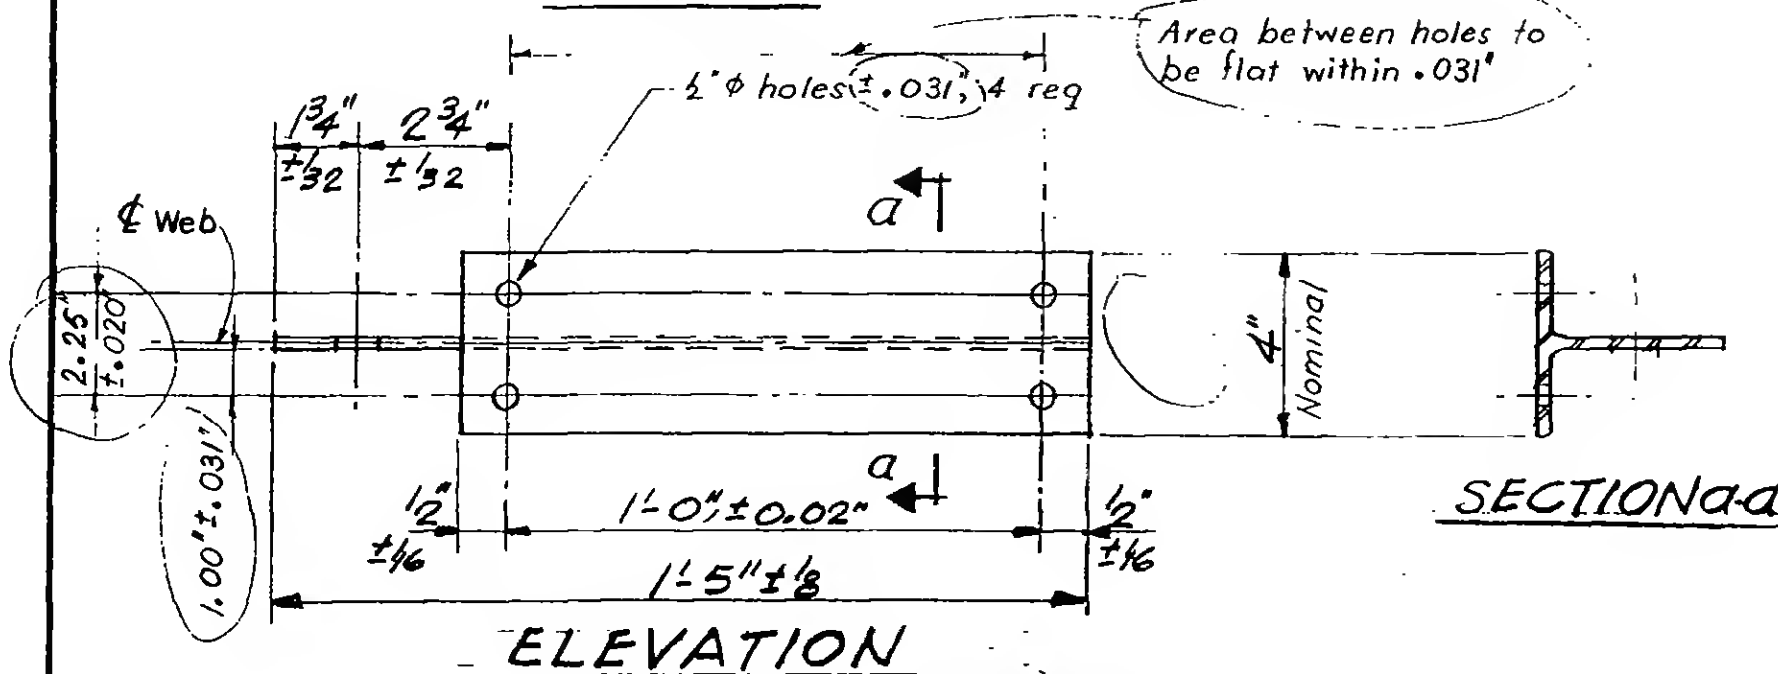 Area between holes to
be flat within .031"
½"ø holes ±.031", 4 req
1¾"
±1/32
2¾"
±1/32
a
℄ Web
2.25"
±.020"
4"
Nominal
1.00"±.031"
a
½"
±1/16
1'-0", ±0.02"
½"
±1/16
SECTION a-a
1'-5" ± 1/8
ELEVATION